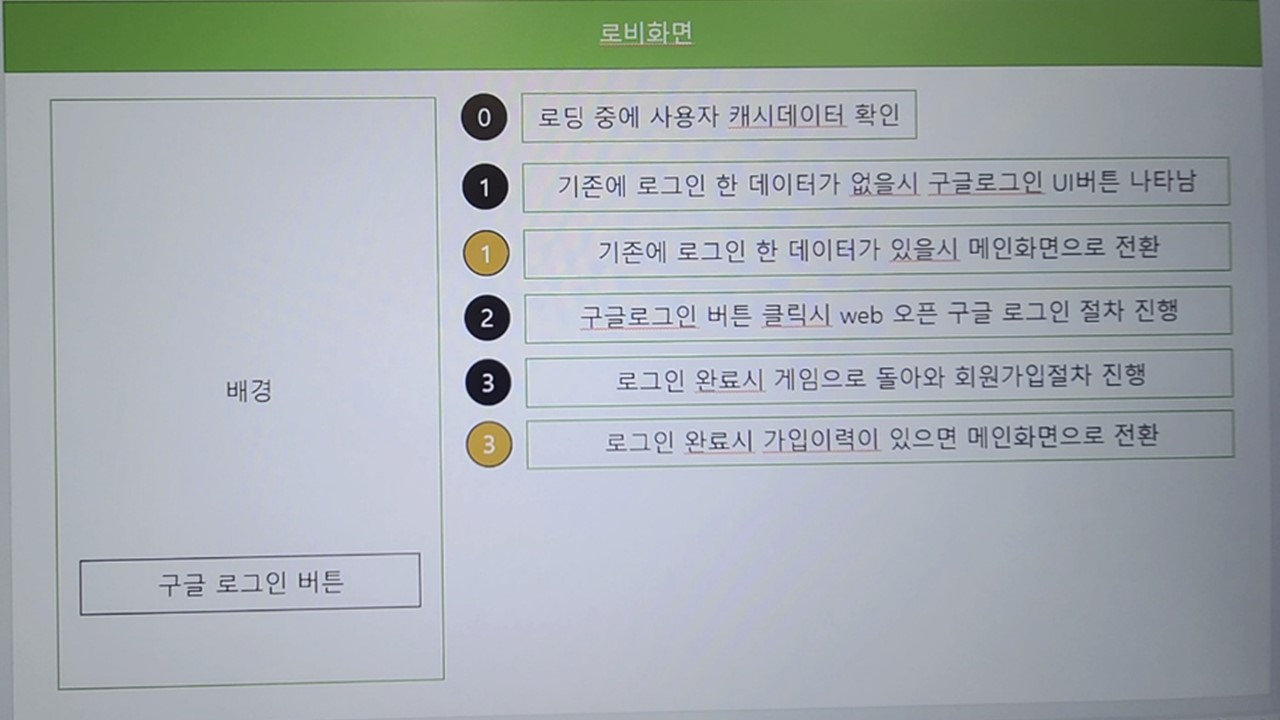 로비화면
0
로딩 중에 사용자 캐시데이터 확인
1
기존에 로그인 한 데이터가 없을시 구글로그인 UI버튼 나타남
1
기존에 로그인 한 데이터가 있을시 메인화면으로 전환
2
구글로그인 버튼 클릭시 web 오픈 구글 로그인 절차 진행
3
로그인 완료시 게임으로 돌아와 회원가입절차 진행
3
로그인 완료시 가입이력이 있으면 메인화면으로 전환
배경
구글 로그인 버튼